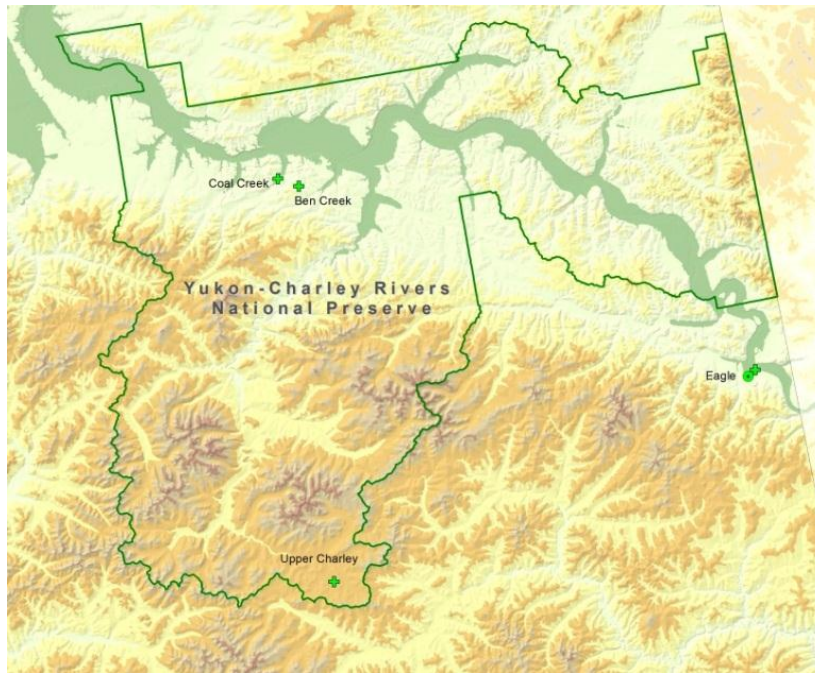 Coal Creek
Ben Creek
Yukon-Charley Rivers
National Preserve
Eagle
Upper Charley